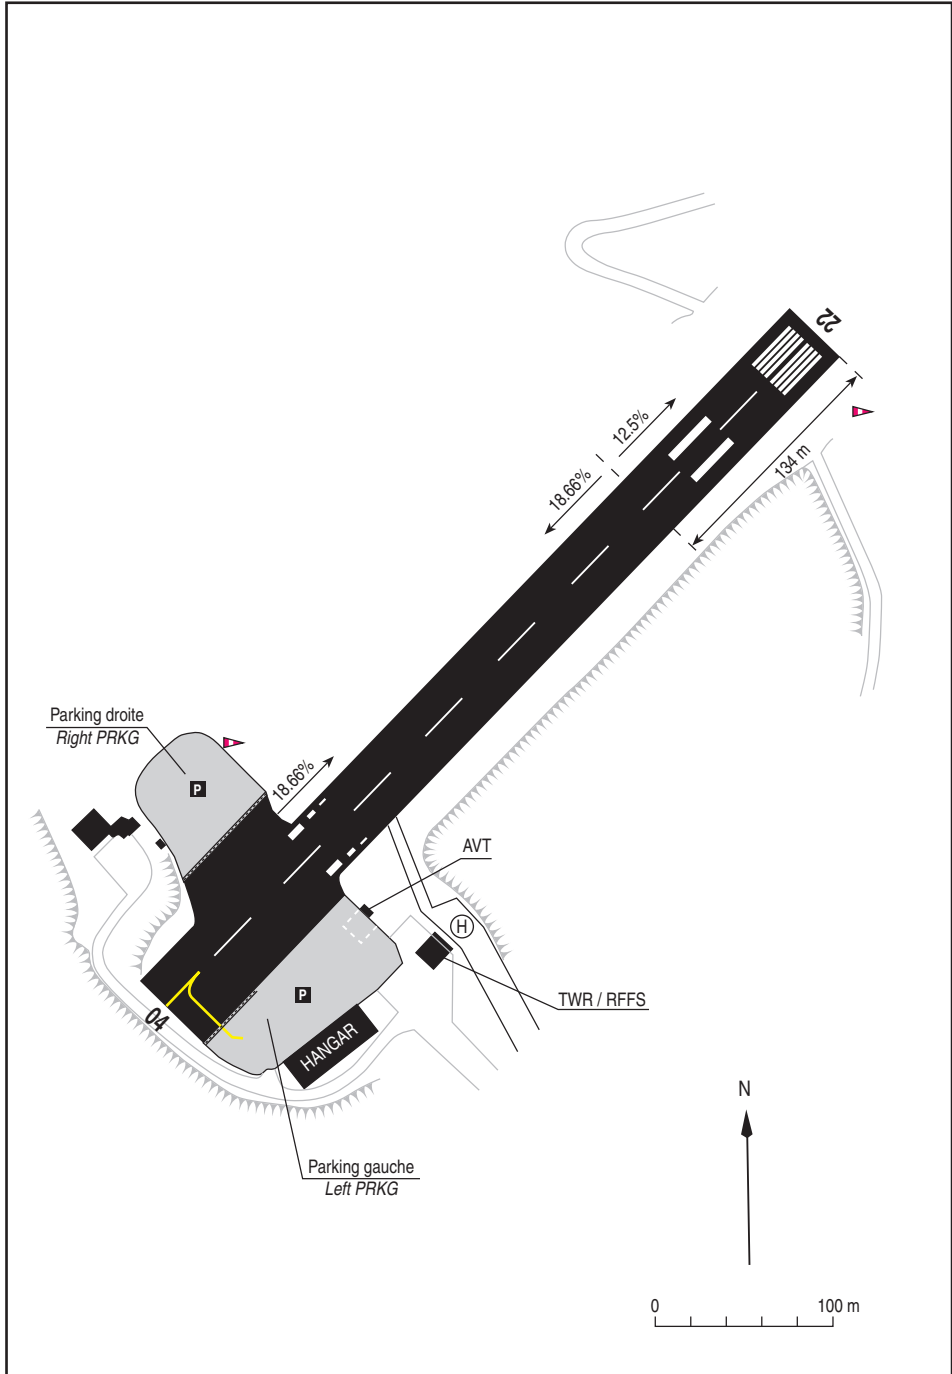 22
12.5%
18.66%
134 m
Parking droite
Right PRKG
P
18.66%
AVT
H
P
TWR / RFFS
04
HANGAR
N
Parking gauche
Left PRKG
0 100 m